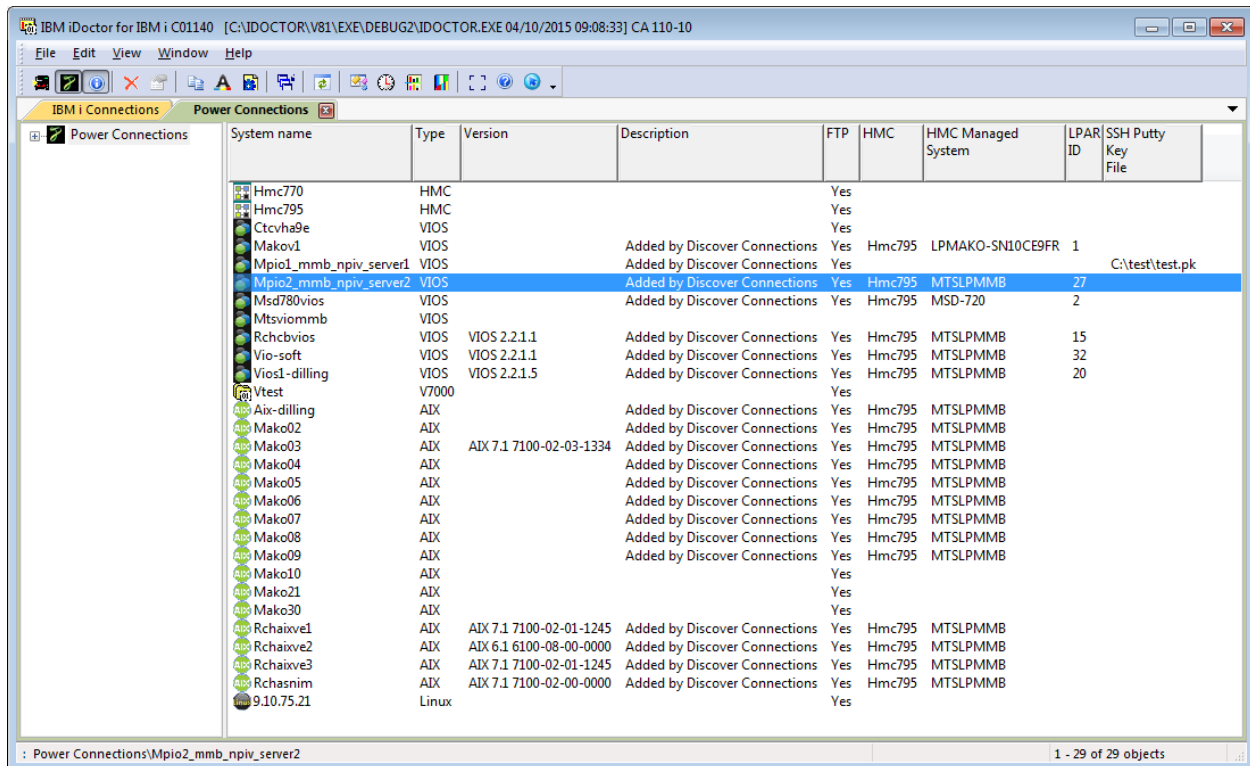 IBM iDoctor for IBM i C01140 [C:\IDOCTOR\V81\EXE\DEBUG2\IDOCTOR.EXE 04/10/2015 09:08:33] CA 110-10
File Edit View Window Help
IBM i Connections Power Connections
Power Connections
System name Type Version Description FTP HMC HMC Managed System LPAR ID SSH Putty Key File
Hmc770 HMC Yes
Hmc795 HMC Yes
Ctcvha9e VIOS Yes
Makov1 VIOS Added by Discover Connections Yes Hmc795 LPMAKO-SN10CE9FR 1
Mpio1_mmb_npiv_server1 VIOS Added by Discover Connections Yes C:\test\test.pk
Mpio2_mmb_npiv_server2 VIOS Added by Discover Connections Yes Hmc795 MTSLPMMB 27
Msd780vios VIOS Added by Discover Connections Yes Hmc795 MSD-720 2
Mtsviommb VIOS
Rchcbvios VIOS VIOS 2.2.1.1 Added by Discover Connections Yes Hmc795 MTSLPMMB 15
Vio-soft VIOS VIOS 2.2.1.1 Added by Discover Connections Yes Hmc795 MTSLPMMB 32
Vios1-dilling VIOS VIOS 2.2.1.5 Added by Discover Connections Yes Hmc795 MTSLPMMB 20
Vtest V7000 Yes
Aix-dilling AIX Added by Discover Connections Yes Hmc795 MTSLPMMB
Mako02 AIX Added by Discover Connections Yes Hmc795 MTSLPMMB
Mako03 AIX AIX 7.1 7100-02-03-1334 Added by Discover Connections Yes Hmc795 MTSLPMMB
Mako04 AIX Added by Discover Connections Yes Hmc795 MTSLPMMB
Mako05 AIX Added by Discover Connections Yes Hmc795 MTSLPMMB
Mako06 AIX Added by Discover Connections Yes Hmc795 MTSLPMMB
Mako07 AIX Added by Discover Connections Yes Hmc795 MTSLPMMB
Mako08 AIX Added by Discover Connections Yes Hmc795 MTSLPMMB
Mako09 AIX Added by Discover Connections Yes Hmc795 MTSLPMMB
Mako10 AIX Yes
Mako21 AIX Yes
Mako30 AIX Yes
Rchaixve1 AIX AIX 7.1 7100-02-01-1245 Added by Discover Connections Yes Hmc795 MTSLPMMB
Rchaixve2 AIX AIX 6.1 6100-08-00-0000 Added by Discover Connections Yes Hmc795 MTSLPMMB
Rchaixve3 AIX AIX 7.1 7100-02-01-1245 Added by Discover Connections Yes Hmc795 MTSLPMMB
Rchasnim AIX AIX 7.1 7100-02-00-0000 Added by Discover Connections Yes Hmc795 MTSLPMMB
9.10.75.21 Linux Yes
: Power Connections\Mpio2_mmb_npiv_server2 1 - 29 of 29 objects